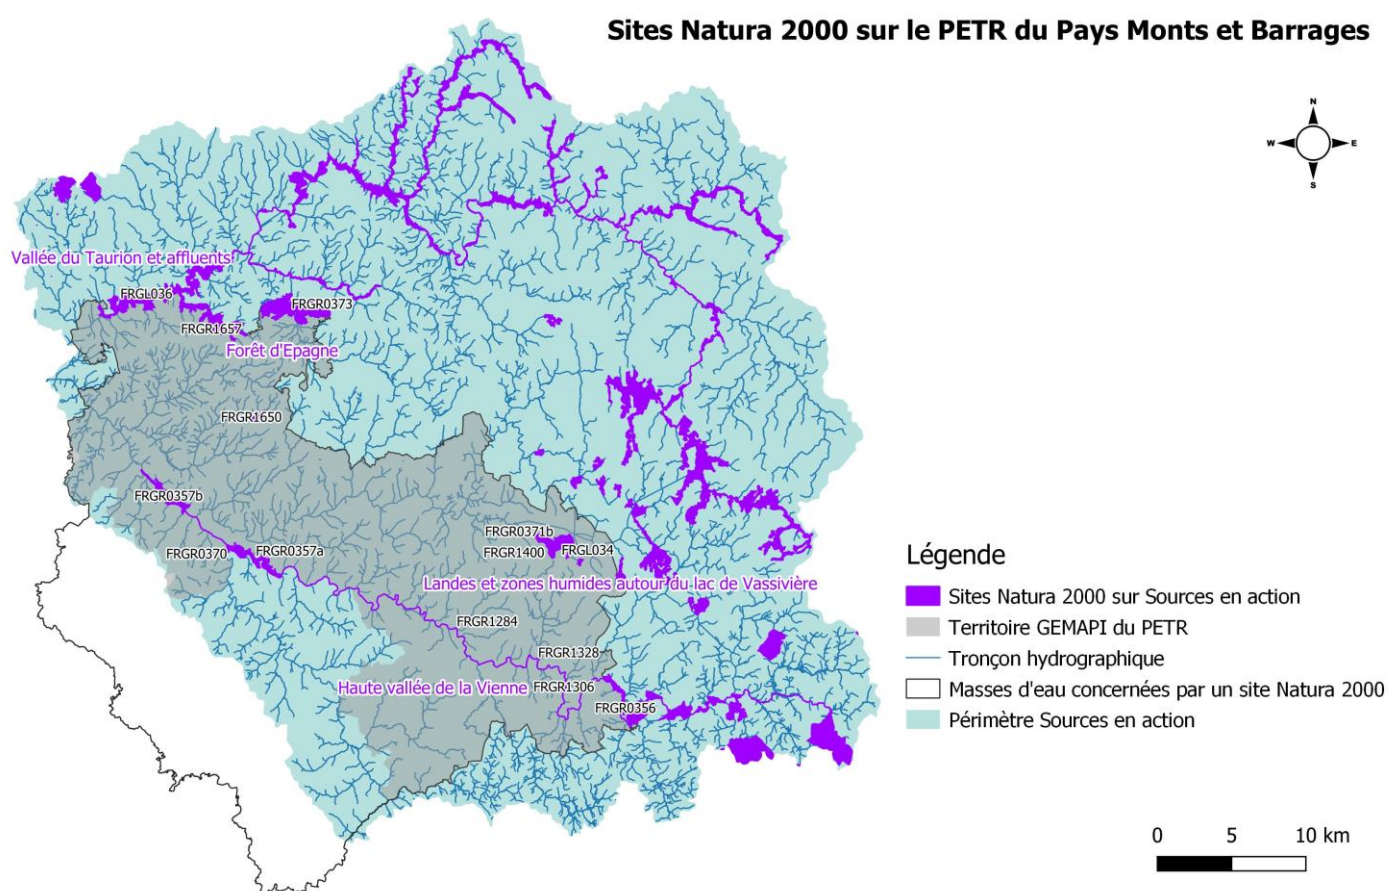 Sites Natura 2000 sur le PETR du Pays Monts et Barrages
N
W
E
S
Vallée du Taurion et affluents
FRGL036
FRGR0373
FRGR1657
Forêt d'Epagne
FRGR1650
FRGR0357b
FRGR0370
FRGR0357a
FRGR0371b
FRGR1400
FRGL034
Landes et zones humides autour du lac de Vassivière
FRGR1284
FRGR1328
Haute vallée de la Vienne
FRGR1306
FRGR0356
Légende
Sites Natura 2000 sur Sources en action
Territoire GEMAPI du PETR
Tronçon hydrographique
Masses d'eau concernées par un site Natura 2000
Périmètre Sources en action
0 5 10 km